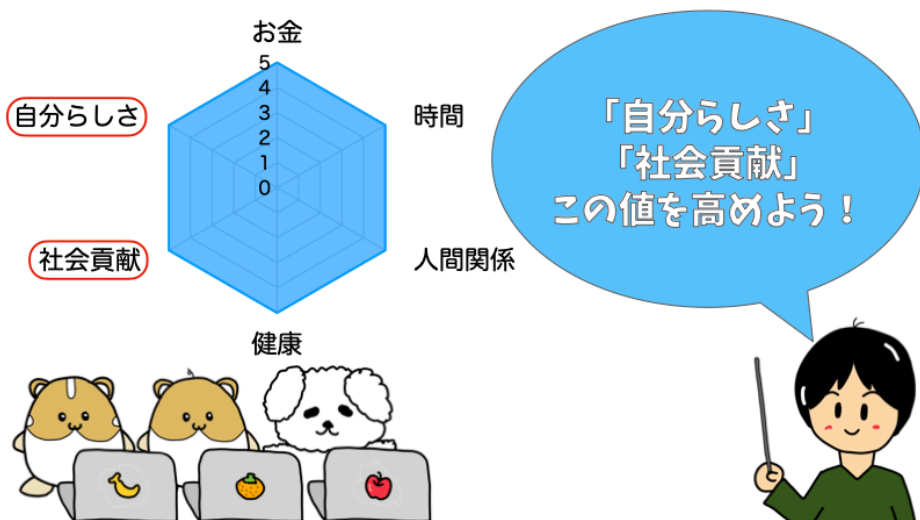 お金
5
4
3
2
1
0
自分らしさ
時間
社会貢献
人間関係
健康
「自分らしさ」
「社会貢献」
この値を高めよう！